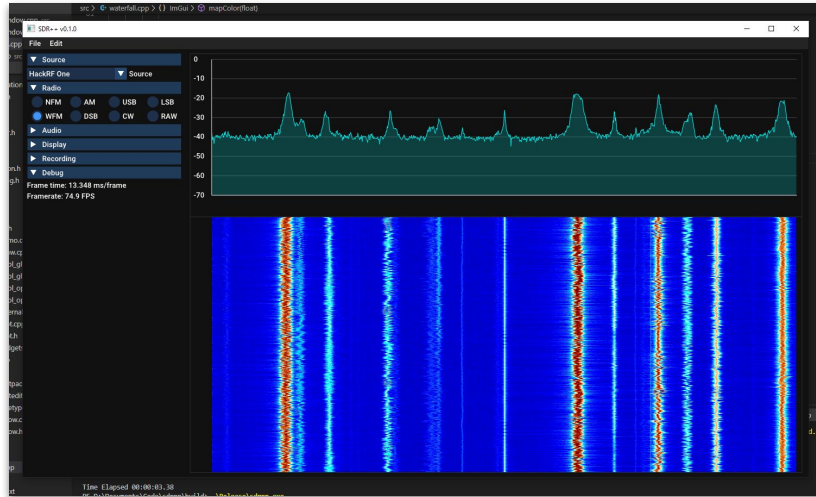 src > waterfall.cpp > {} ImGui > mapColor(float)
SDR++ v0.1.0
File Edit
Source
HackRF One Source
Radio
NFM AM USB LSB
WFM DSB CW RAW
Audio
Display
Recording
Debug
Frame time: 13.348 ms/frame
Framerate: 74.9 FPS
0
-10
-20
-30
-40
-50
-60
-70
Time Elapsed 00:00:03.38